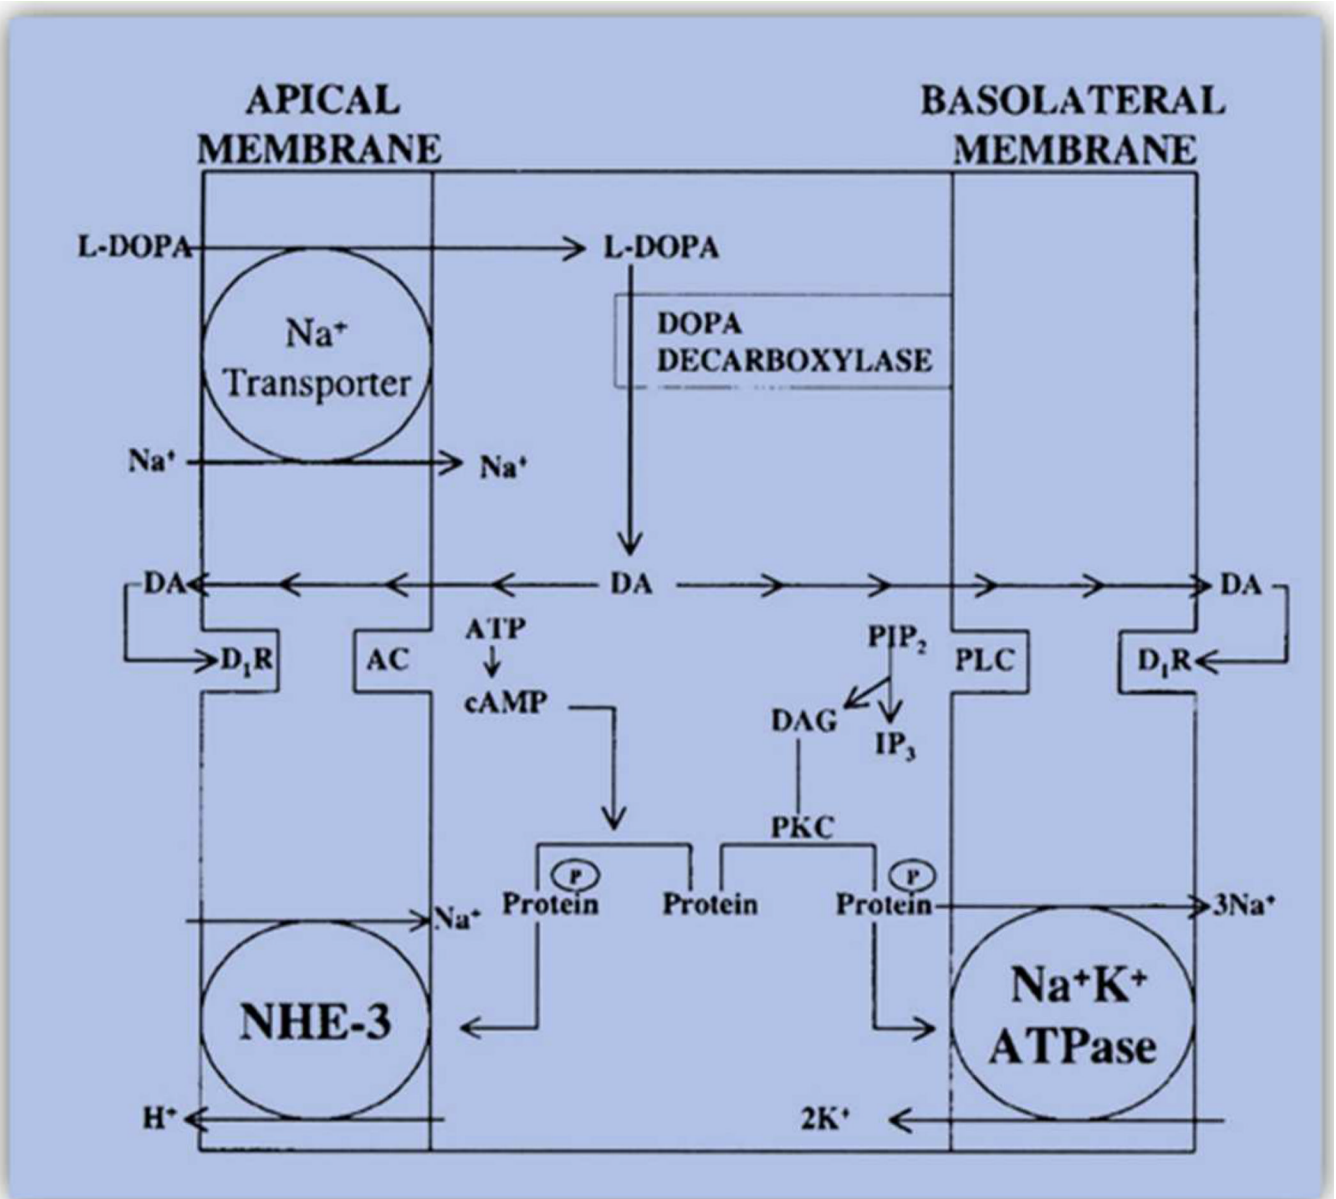 APICAL
MEMBRANE
BASOLATERAL
MEMBRANE
L-DOPA
L-DOPA
Na⁺
Transporter
DOPA
DECARBOXYLASE
Na⁺
Na⁺
DA
DA
DA
D₁R
AC
ATP
cAMP
PIP₂
PLC
D₁R
DAG
IP₃
PKC
P
P
Na⁺
Protein
Protein
Protein
3Na⁺
NHE-3
Na⁺K⁺
ATPase
H⁺
2K⁺